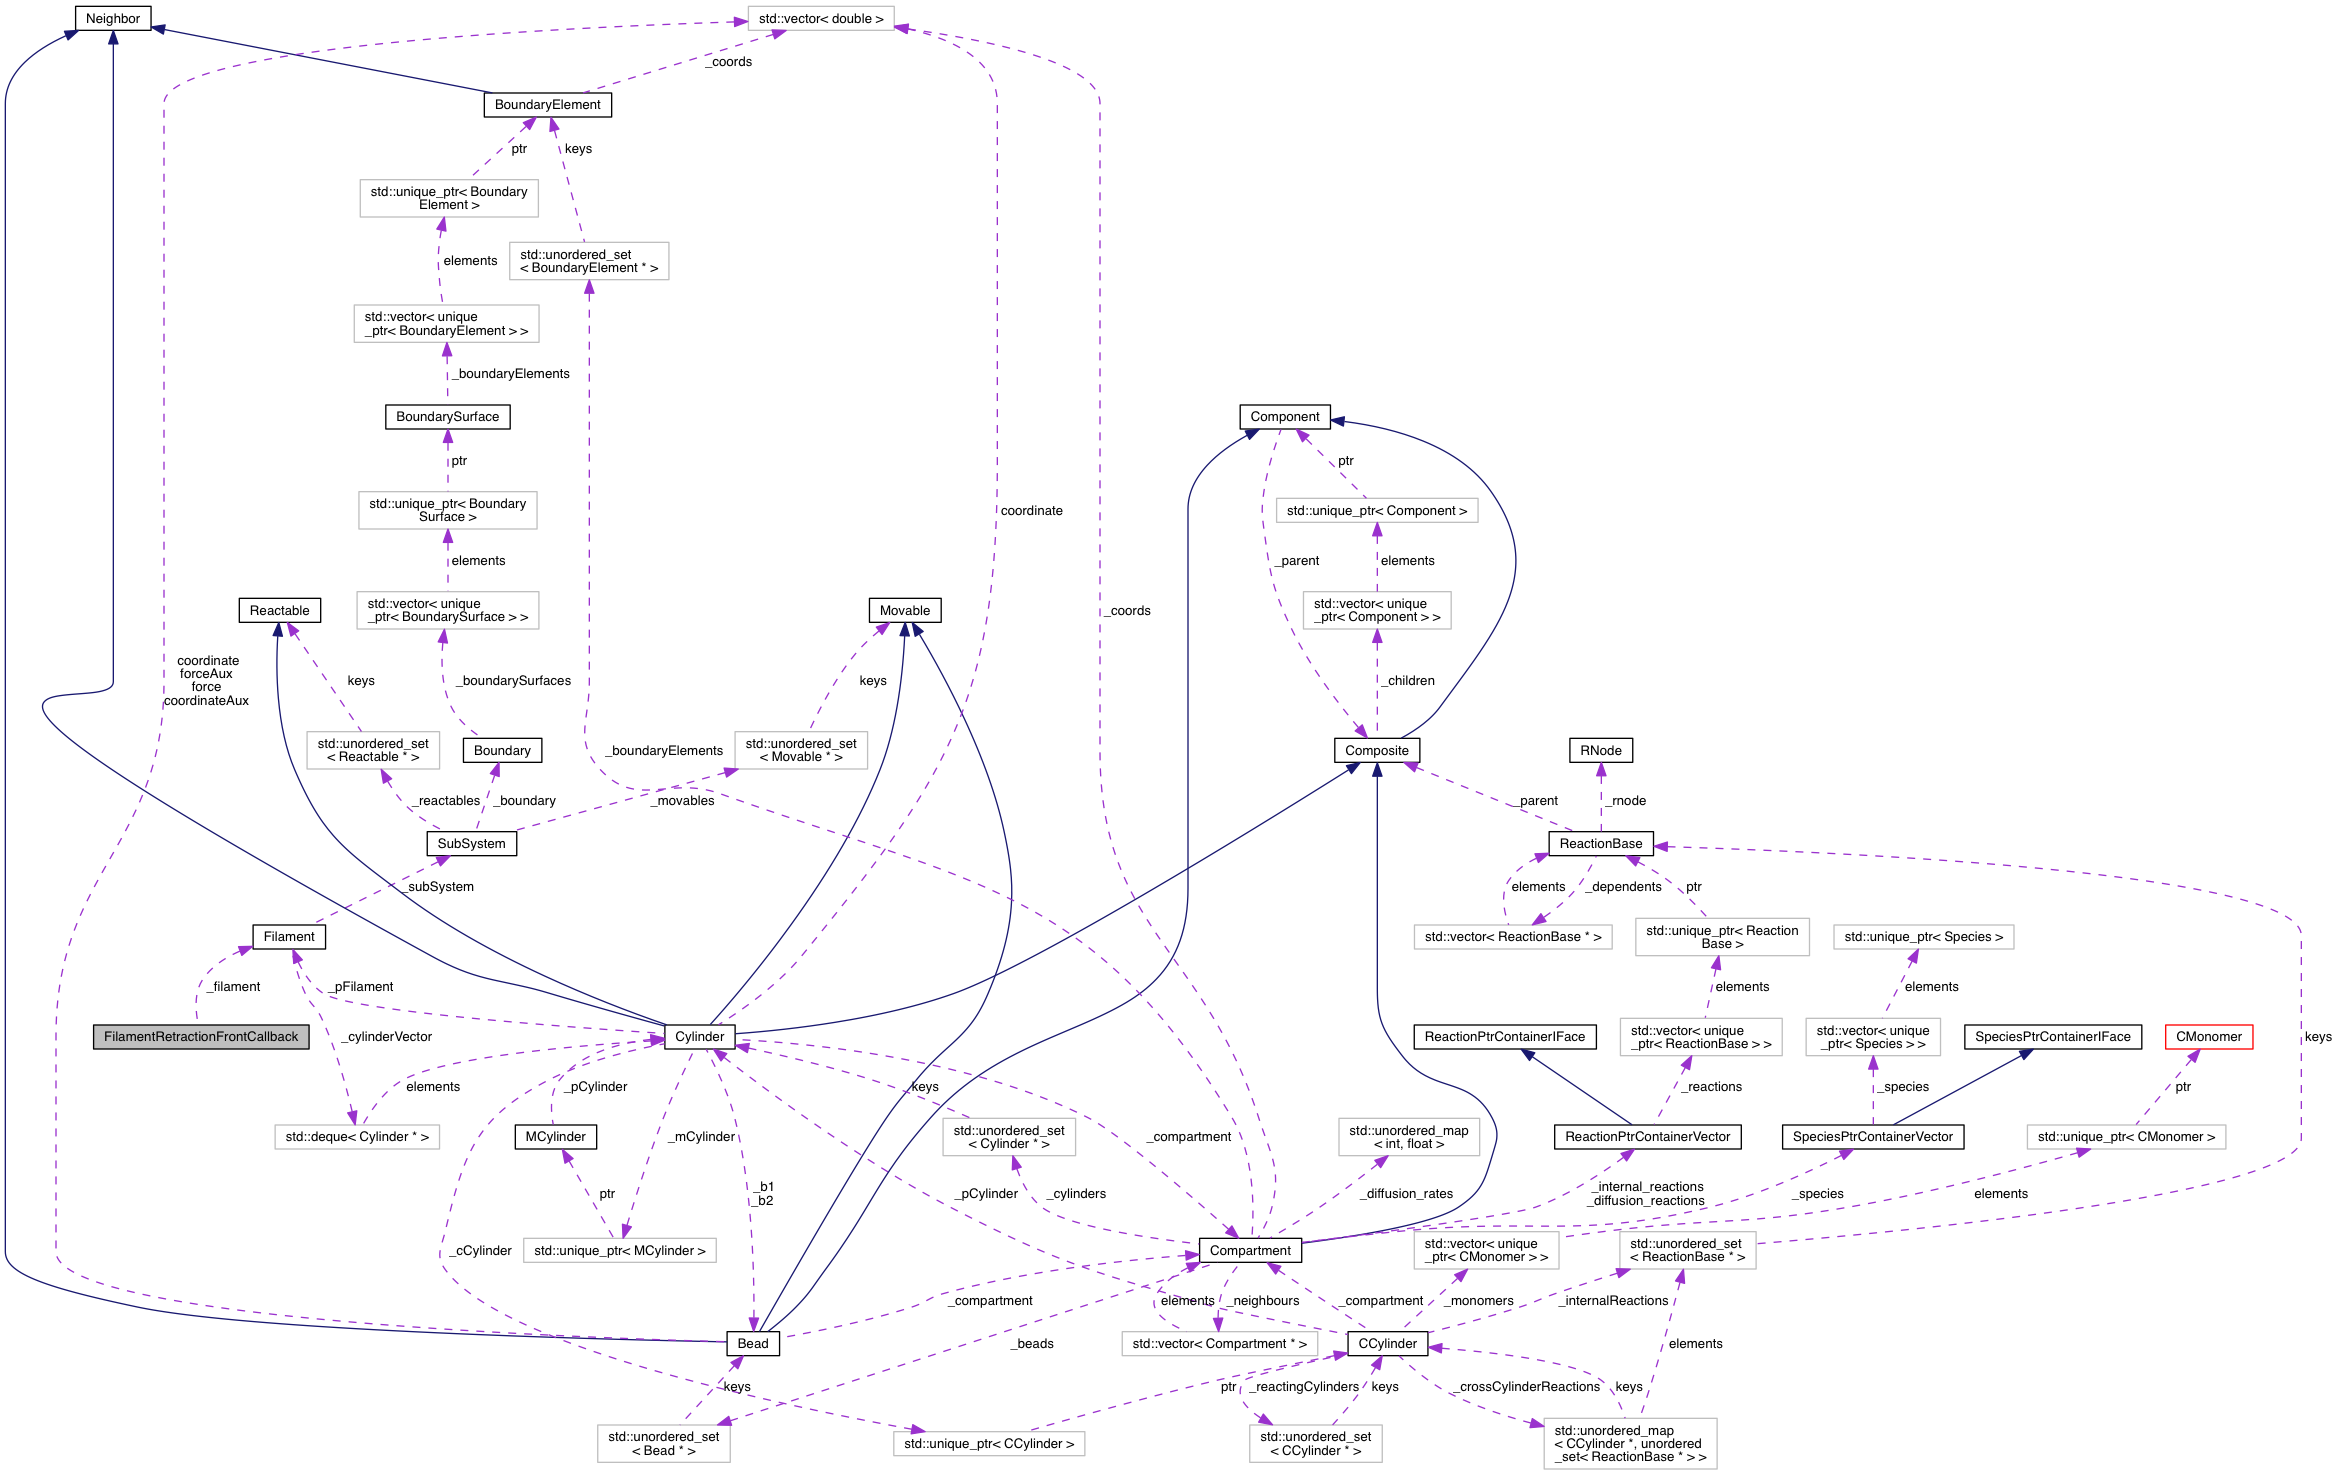 Neighbor
std::vector< double >
_coords
BoundaryElement
ptr
keys
std::unique_ptr< Boundary
Element >
std::unordered_set
< BoundaryElement * >
elements
std::vector< unique
_ptr< BoundaryElement > >
_boundaryElements
BoundarySurface
Component
ptr
ptr
std::unique_ptr< Boundary
Surface >
coordinate
std::unique_ptr< Component >
elements
_parent
elements
Reactable
std::vector< unique
_ptr< BoundarySurface > >
Movable
_coords
std::vector< unique
_ptr< Component > >
coordinate
forceAux
force
coordinateAux
keys
_boundarySurfaces
keys
_children
std::unordered_set
< Reactable * >
Boundary
_boundaryElements
std::unordered_set
< Movable * >
Composite
RNode
_reactables
_boundary
_movables
_parent
_rnode
SubSystem
ReactionBase
_subSystem
elements
_dependents
ptr
Filament
std::vector< ReactionBase * >
std::unique_ptr< Reaction
Base >
std::unique_ptr< Species >
_filament
_pFilament
elements
elements
FilamentRetractionFrontCallback
_cylinderVector
Cylinder
ReactionPtrContainerIFace
std::vector< unique
_ptr< ReactionBase > >
std::vector< unique
_ptr< Species > >
SpeciesPtrContainerIFace
CMonomer
keys
elements
_pCylinder
keys
_reactions
_species
ptr
std::deque< Cylinder * >
MCylinder
_mCylinder
std::unordered_set
< Cylinder * >
_compartment
std::unordered_map
< int, float >
ReactionPtrContainerVector
SpeciesPtrContainerVector
std::unique_ptr< CMonomer >
ptr
_b1
_b2
_pCylinder
_cylinders
_diffusion_rates
_internal_reactions
_diffusion_reactions
_species
elements
_cCylinder
std::unique_ptr< MCylinder >
Compartment
std::vector< unique
_ptr< CMonomer > >
std::unordered_set
< ReactionBase * >
_compartment
elements
_neighbours
_compartment
_monomers
_internalReactions
Bead
_beads
std::vector< Compartment * >
CCylinder
elements
keys
ptr
_reactingCylinders
keys
_crossCylinderReactions
keys
std::unordered_set
< Bead * >
std::unique_ptr< CCylinder >
std::unordered_set
< CCylinder * >
std::unordered_map
< CCylinder *, unordered
_set< ReactionBase * > >